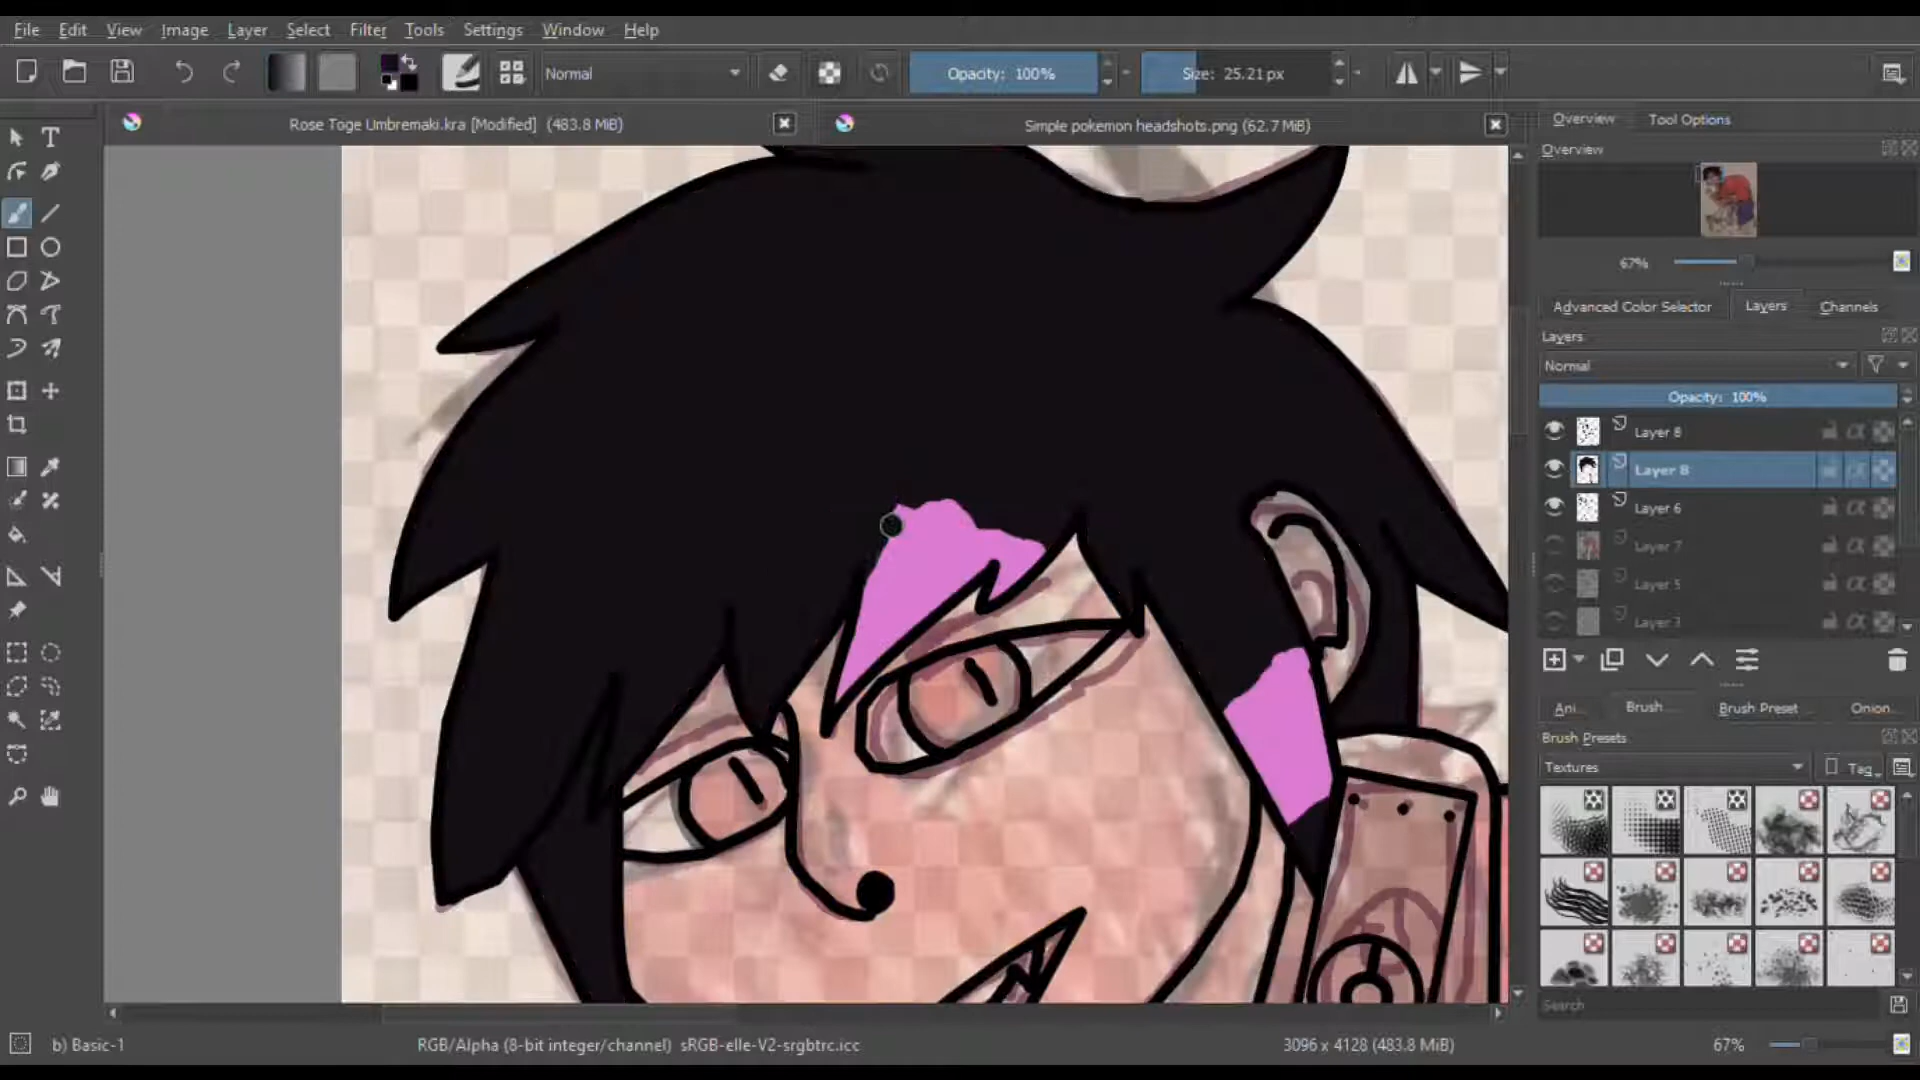 File Edit View Image Layer Select Filter Tools Settings Window Help
Normal Opacity: 100% Size: 25.21 px
Rose Toge Umbremaki.kra [Modified] (483.8 MiB) Simple pokemon headshots.png (62.7 MiB)
Overview Tool Options
Overview
67%
Advanced Color Selector Layers Channels
Layers
Normal
Opacity: 100%
Layer 8
Layer 8
Layer 6
Layer 7
Layer 5
Layer 3
Ani... Brush... Brush Preset... Onion...
Brush Presets
Textures Tag
Search
b) Basic-1 RGB/Alpha (8-bit integer/channel) sRGB-elle-V2-srgbtrc.icc 3096 x 4128 (483.8 MiB) 67%